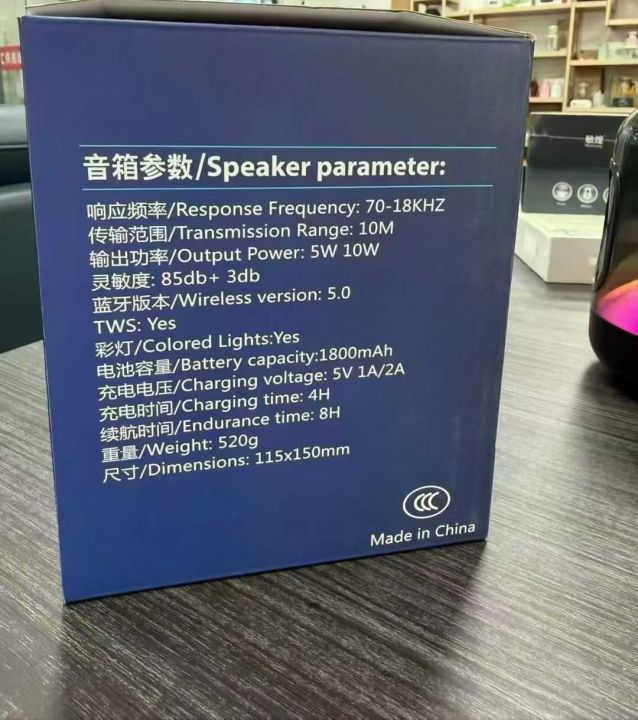 音箱参数/Speaker parameter:
响应频率/Response Frequency: 70-18KHZ
传输范围/Transmission Range: 10M
输出功率/Output Power: 5W 10W
灵敏度: 85db+ 3db
蓝牙版本/Wireless version: 5.0
TWS: Yes
彩灯/Colored Lights:Yes
电池容量/Battery capacity:1800mAh
充电电压/Charging voltage: 5V 1A/2A
充电时间/Charging time: 4H
续航时间/Endurance time: 8H
重量/Weight: 520g
尺寸/Dimensions: 115x150mm
CCC
Made in China
敏煌